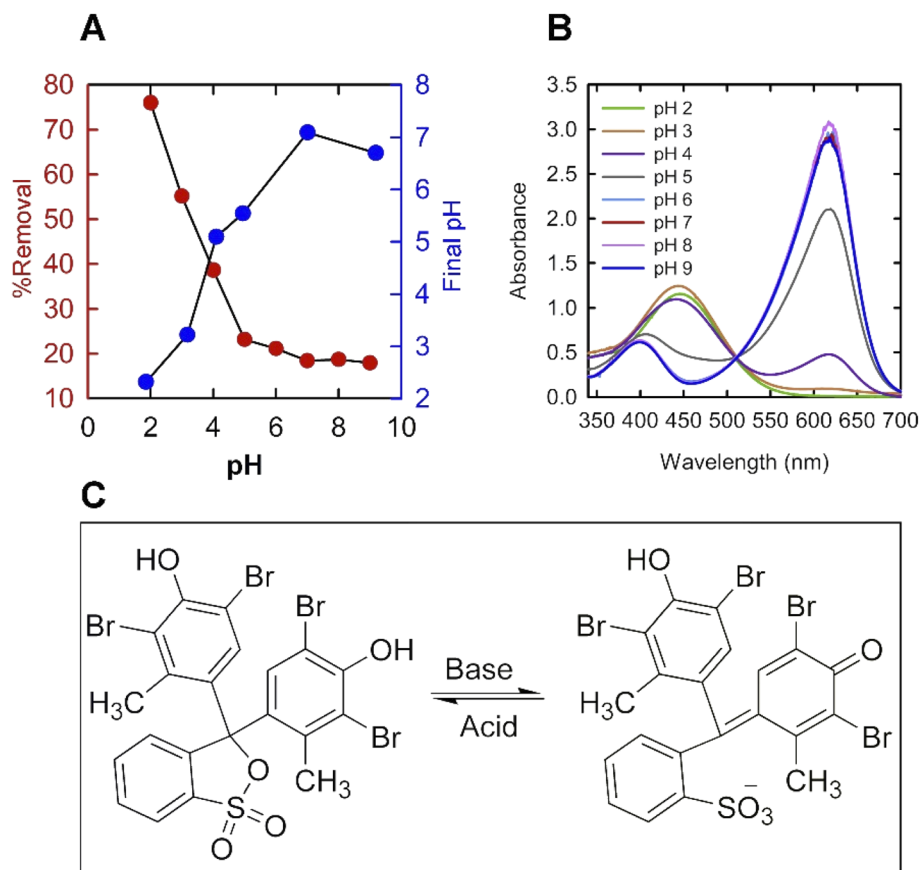 A
80
70
60
50
40
30
20
10
%Removal
8
7
6
5
4
3
2
Final pH
0 2 4 6 8 10
pH
B
3.5
3.0
2.5
2.0
1.5
1.0
0.5
0.0
Absorbance
pH 2
pH 3
pH 4
pH 5
pH 6
pH 7
pH 8
pH 9
350 400 450 500 550 600 650 700
Wavelength (nm)
C
HO
Br
Br
Br
OH
H₃C
Br
CH₃
O
S
O
O
Base
Acid
HO
Br
Br
Br
O
H₃C
Br
CH₃
SO₃⁻